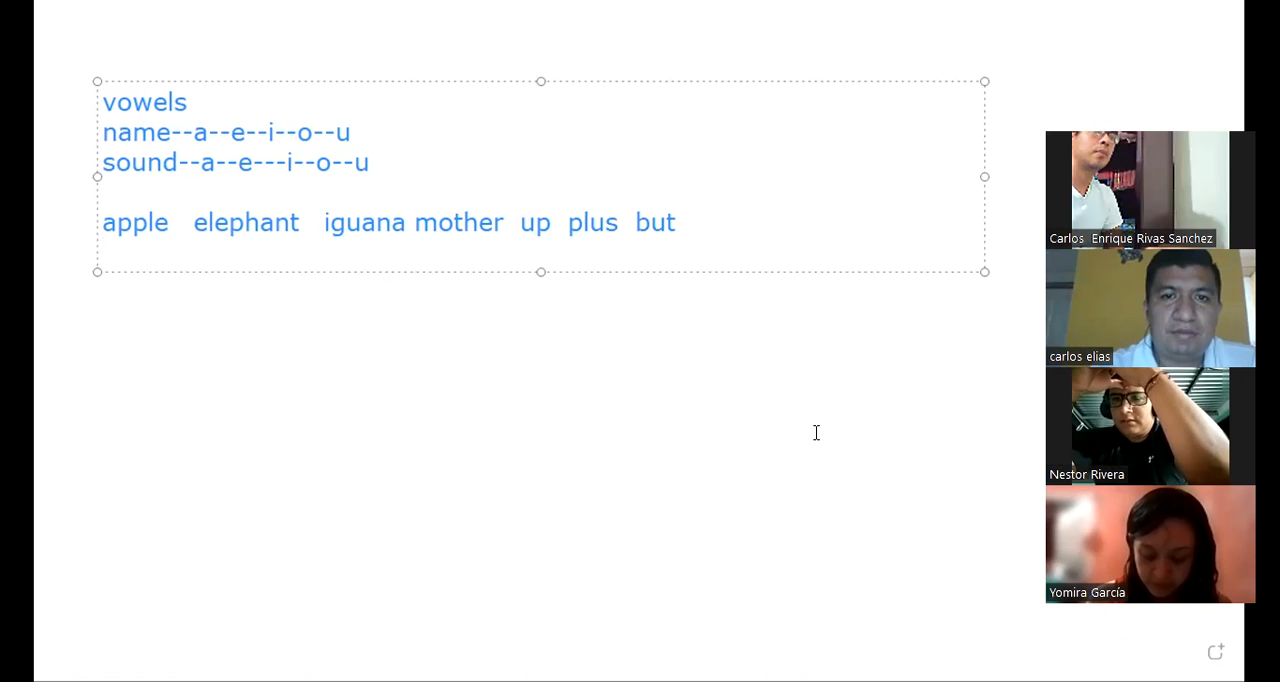 vowels
name--a--e--i--o--u
sound--a--e---i--o--u
apple elephant iguana mother up plus but
Carlos Enrique Rivas Sanchez
carlos elias
Nestor Rivera
Yomira García